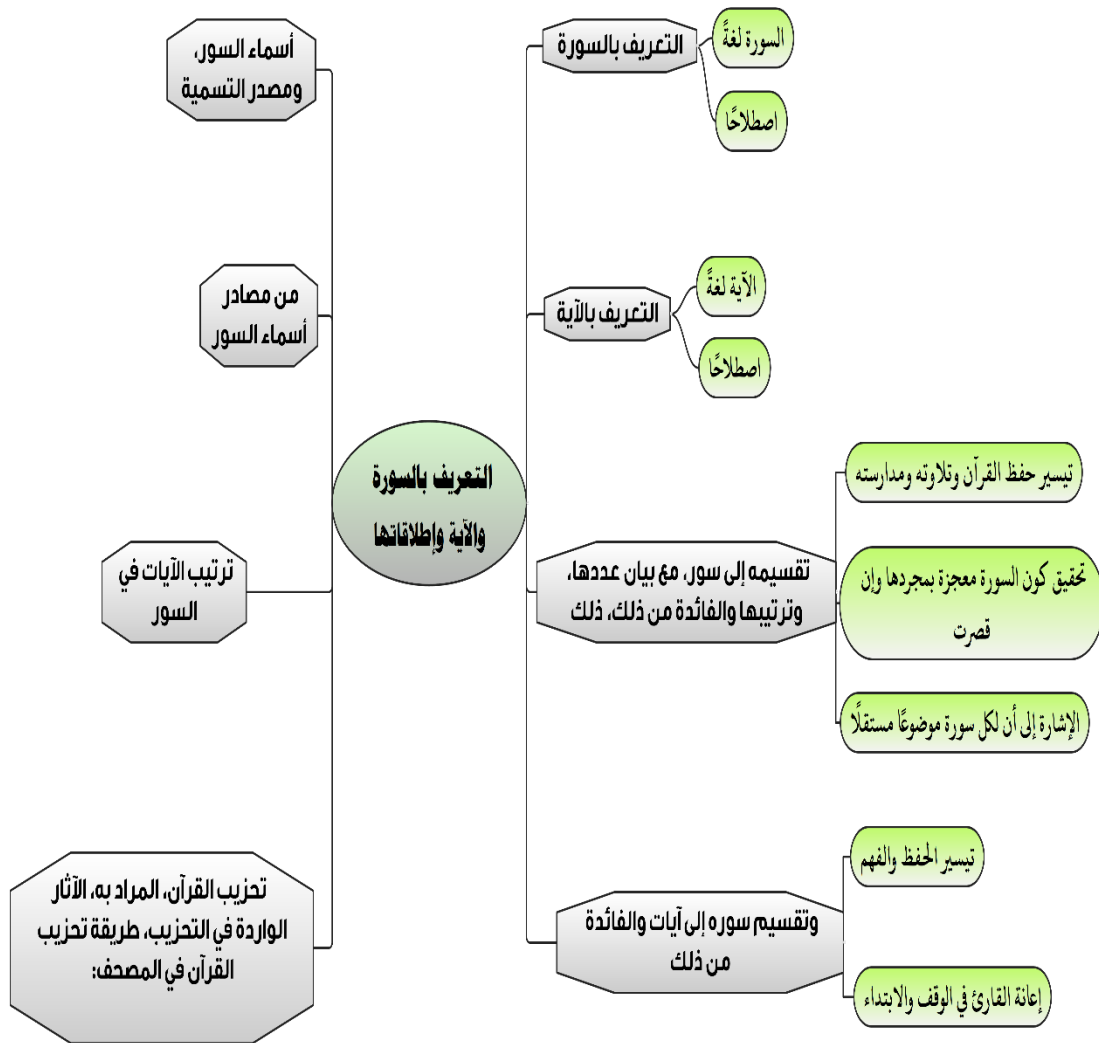 التعريف بالسورة
والآية وإطلاقاتها
التعريف بالسورة
السورة لغةً
اصطلاحًا
التعريف بالآية
الآية لغةً
اصطلاحًا
تقسيمه إلى سور، مع بيان عددها،
وترتيبها والفائدة من ذلك، ذلك
تيسير حفظ القرآن وتلاوته ومدارسته
تحقيق كون السورة معجزة بمجردها وإن
قصرت
الإشارة إلى أن لكل سورة موضوعًا مستقلًا
وتقسيم سوره إلى آيات والفائدة
من ذلك
تيسير الحفظ والفهم
إعانة القارئ في الوقف والابتداء
أسماء السور،
ومصدر التسمية
من مصادر
أسماء السور
ترتيب الآيات في
السور
تحزيب القرآن، المراد به، الآثار
الواردة في التحزيب، طريقة تحزيب
القرآن في المصحف: